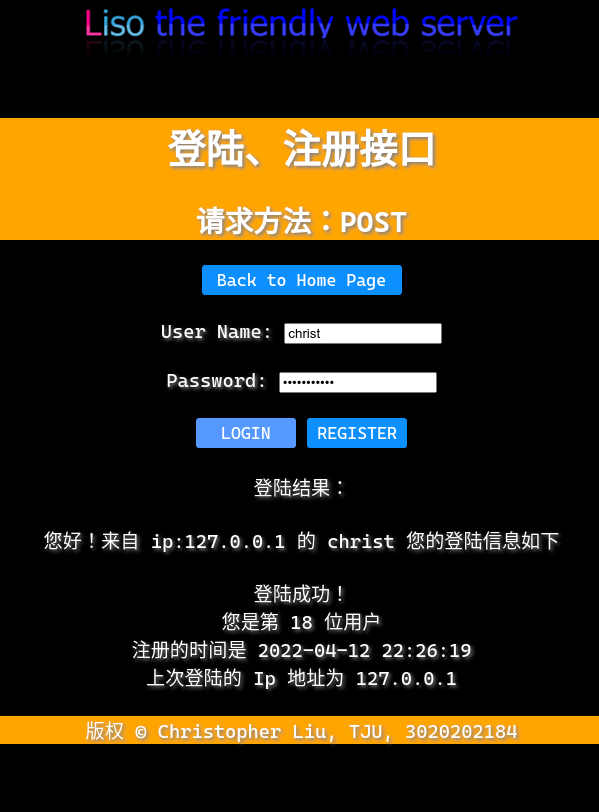 Liso the friendly web server
登陆、注册接口
请求方法：POST
Back to Home Page
User Name: christ
Password: •••••••••••
LOGIN REGISTER
登陆结果：
您好！来自 ip:127.0.0.1 的 christ 您的登陆信息如下
登陆成功！
您是第 18 位用户
注册的时间是 2022-04-12 22:26:19
上次登陆的 Ip 地址为 127.0.0.1
版权 © Christopher Liu, TJU, 3020202184